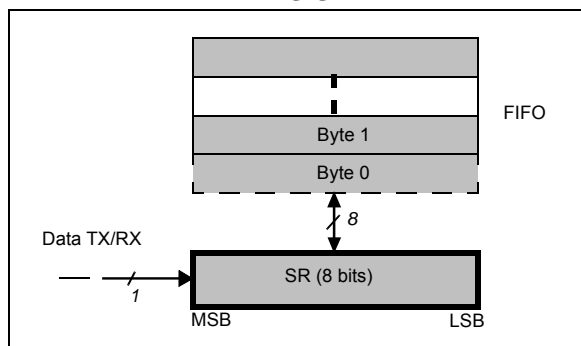 FIFO
Byte 1
Byte 0
8
Data TX/RX
SR (8 bits)
1
MSB
LSB